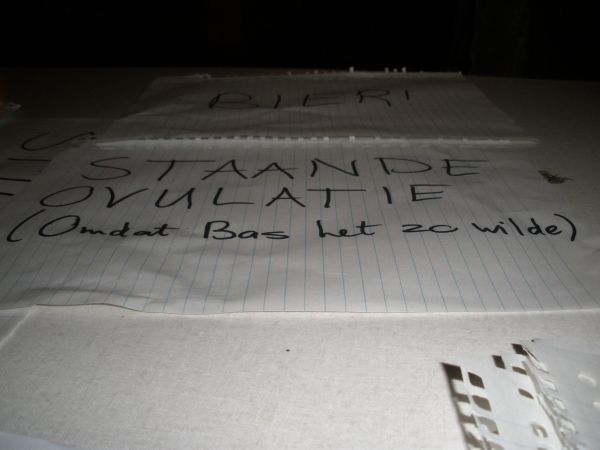 BIER!
STAANDE
OVULATIE
(Omdat Bas het zo wilde)